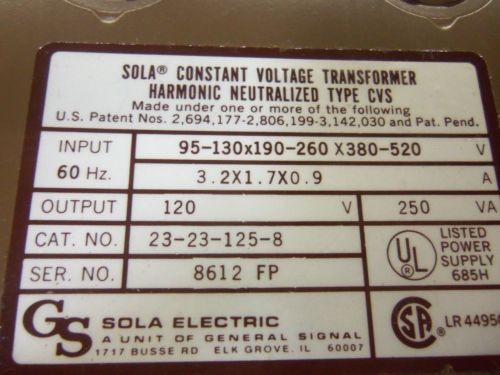 SOLA® CONSTANT VOLTAGE TRANSFORMER
HARMONIC NEUTRALIZED TYPE CVS
Made under one or more of the following
U.S. Patent Nos. 2,694,177-2,806,199-3,142,030 and Pat. Pend.
INPUT 95-130x190-260 X380-520 V
60 Hz. 3.2X1.7X0.9 A
OUTPUT 120 V 250 VA
CAT. NO. 23-23-125-8
SER. NO. 8612 FP
UL LISTED
POWER
SUPPLY
685H
GS SOLA ELECTRIC
A UNIT OF GENERAL SIGNAL
1717 BUSSE RD ELK GROVE, IL 60007
SA LR 4495